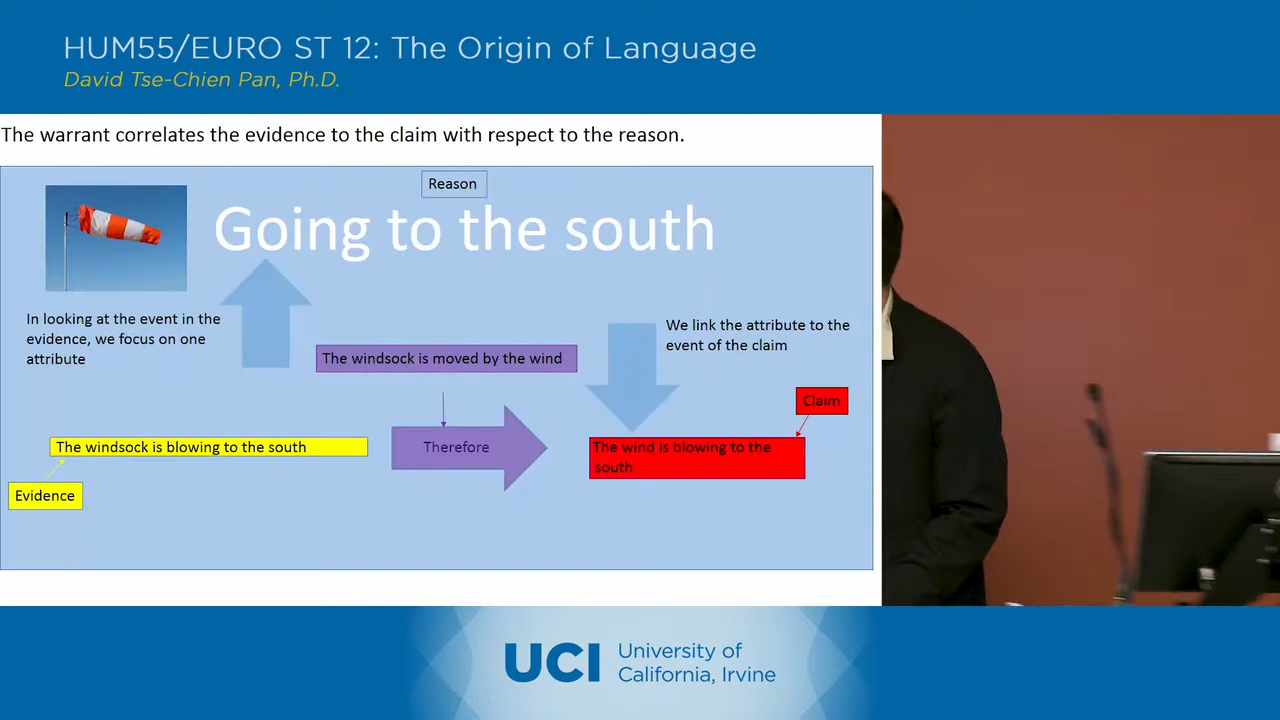 HUM55/EURO ST 12: The Origin of Language
David Tse-Chien Pan, Ph.D.
The warrant correlates the evidence to the claim with respect to the reason.
Reason
Going to the south
In looking at the event in the
evidence, we focus on one
attribute
We link the attribute to the
event of the claim
The windsock is moved by the wind
Claim
The windsock is blowing to the south
Therefore
The wind is blowing to the
south
Evidence
UCI
University of
California, Irvine